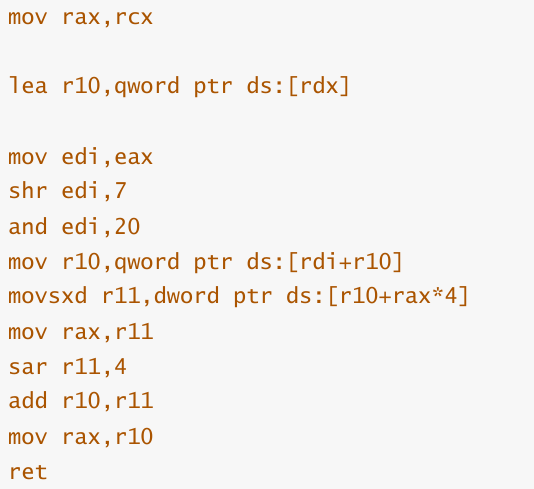 mov rax,rcx
lea r10,qword ptr ds:[rdx]
mov edi,eax
shr edi,7
and edi,20
mov r10,qword ptr ds:[rdi+r10]
movsxd r11,dword ptr ds:[r10+rax*4]
mov rax,r11
sar r11,4
add r10,r11
mov rax,r10
ret